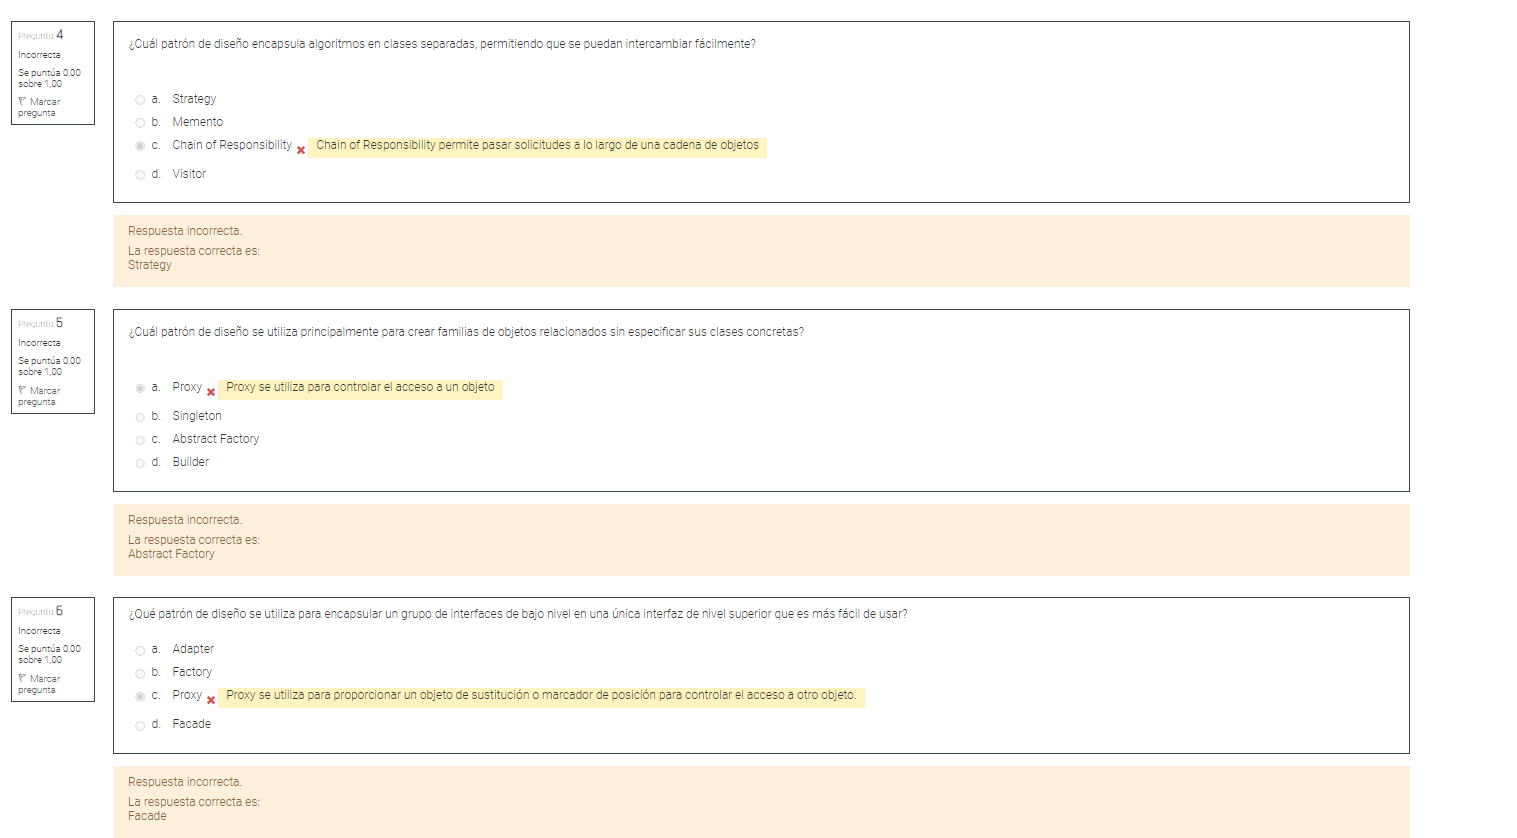 Pregunta 4
Incorrecta
Se puntúa 0,00
sobre 1,00
Marcar
pregunta
¿Cuál patrón de diseño encapsula algoritmos en clases separadas, permitiendo que se puedan intercambiar fácilmente?
a. Strategy
b. Memento
c. Chain of Responsibility Chain of Responsibility permite pasar solicitudes a lo largo de una cadena de objetos
d. Visitor
Respuesta incorrecta.
La respuesta correcta es:
Strategy
Pregunta 5
Incorrecta
Se puntúa 0,00
sobre 1,00
Marcar
pregunta
¿Cuál patrón de diseño se utiliza principalmente para crear familias de objetos relacionados sin especificar sus clases concretas?
a. Proxy Proxy se utiliza para controlar el acceso a un objeto
b. Singleton
c. Abstract Factory
d. Builder
Respuesta incorrecta.
La respuesta correcta es:
Abstract Factory
Pregunta 6
Incorrecta
Se puntúa 0,00
sobre 1,00
Marcar
pregunta
¿Qué patrón de diseño se utiliza para encapsular un grupo de interfaces de bajo nivel en una única interfaz de nivel superior que es más fácil de usar?
a. Adapter
b. Factory
c. Proxy Proxy se utiliza para proporcionar un objeto de sustitución o marcador de posición para controlar el acceso a otro objeto.
d. Facade
Respuesta incorrecta.
La respuesta correcta es:
Facade